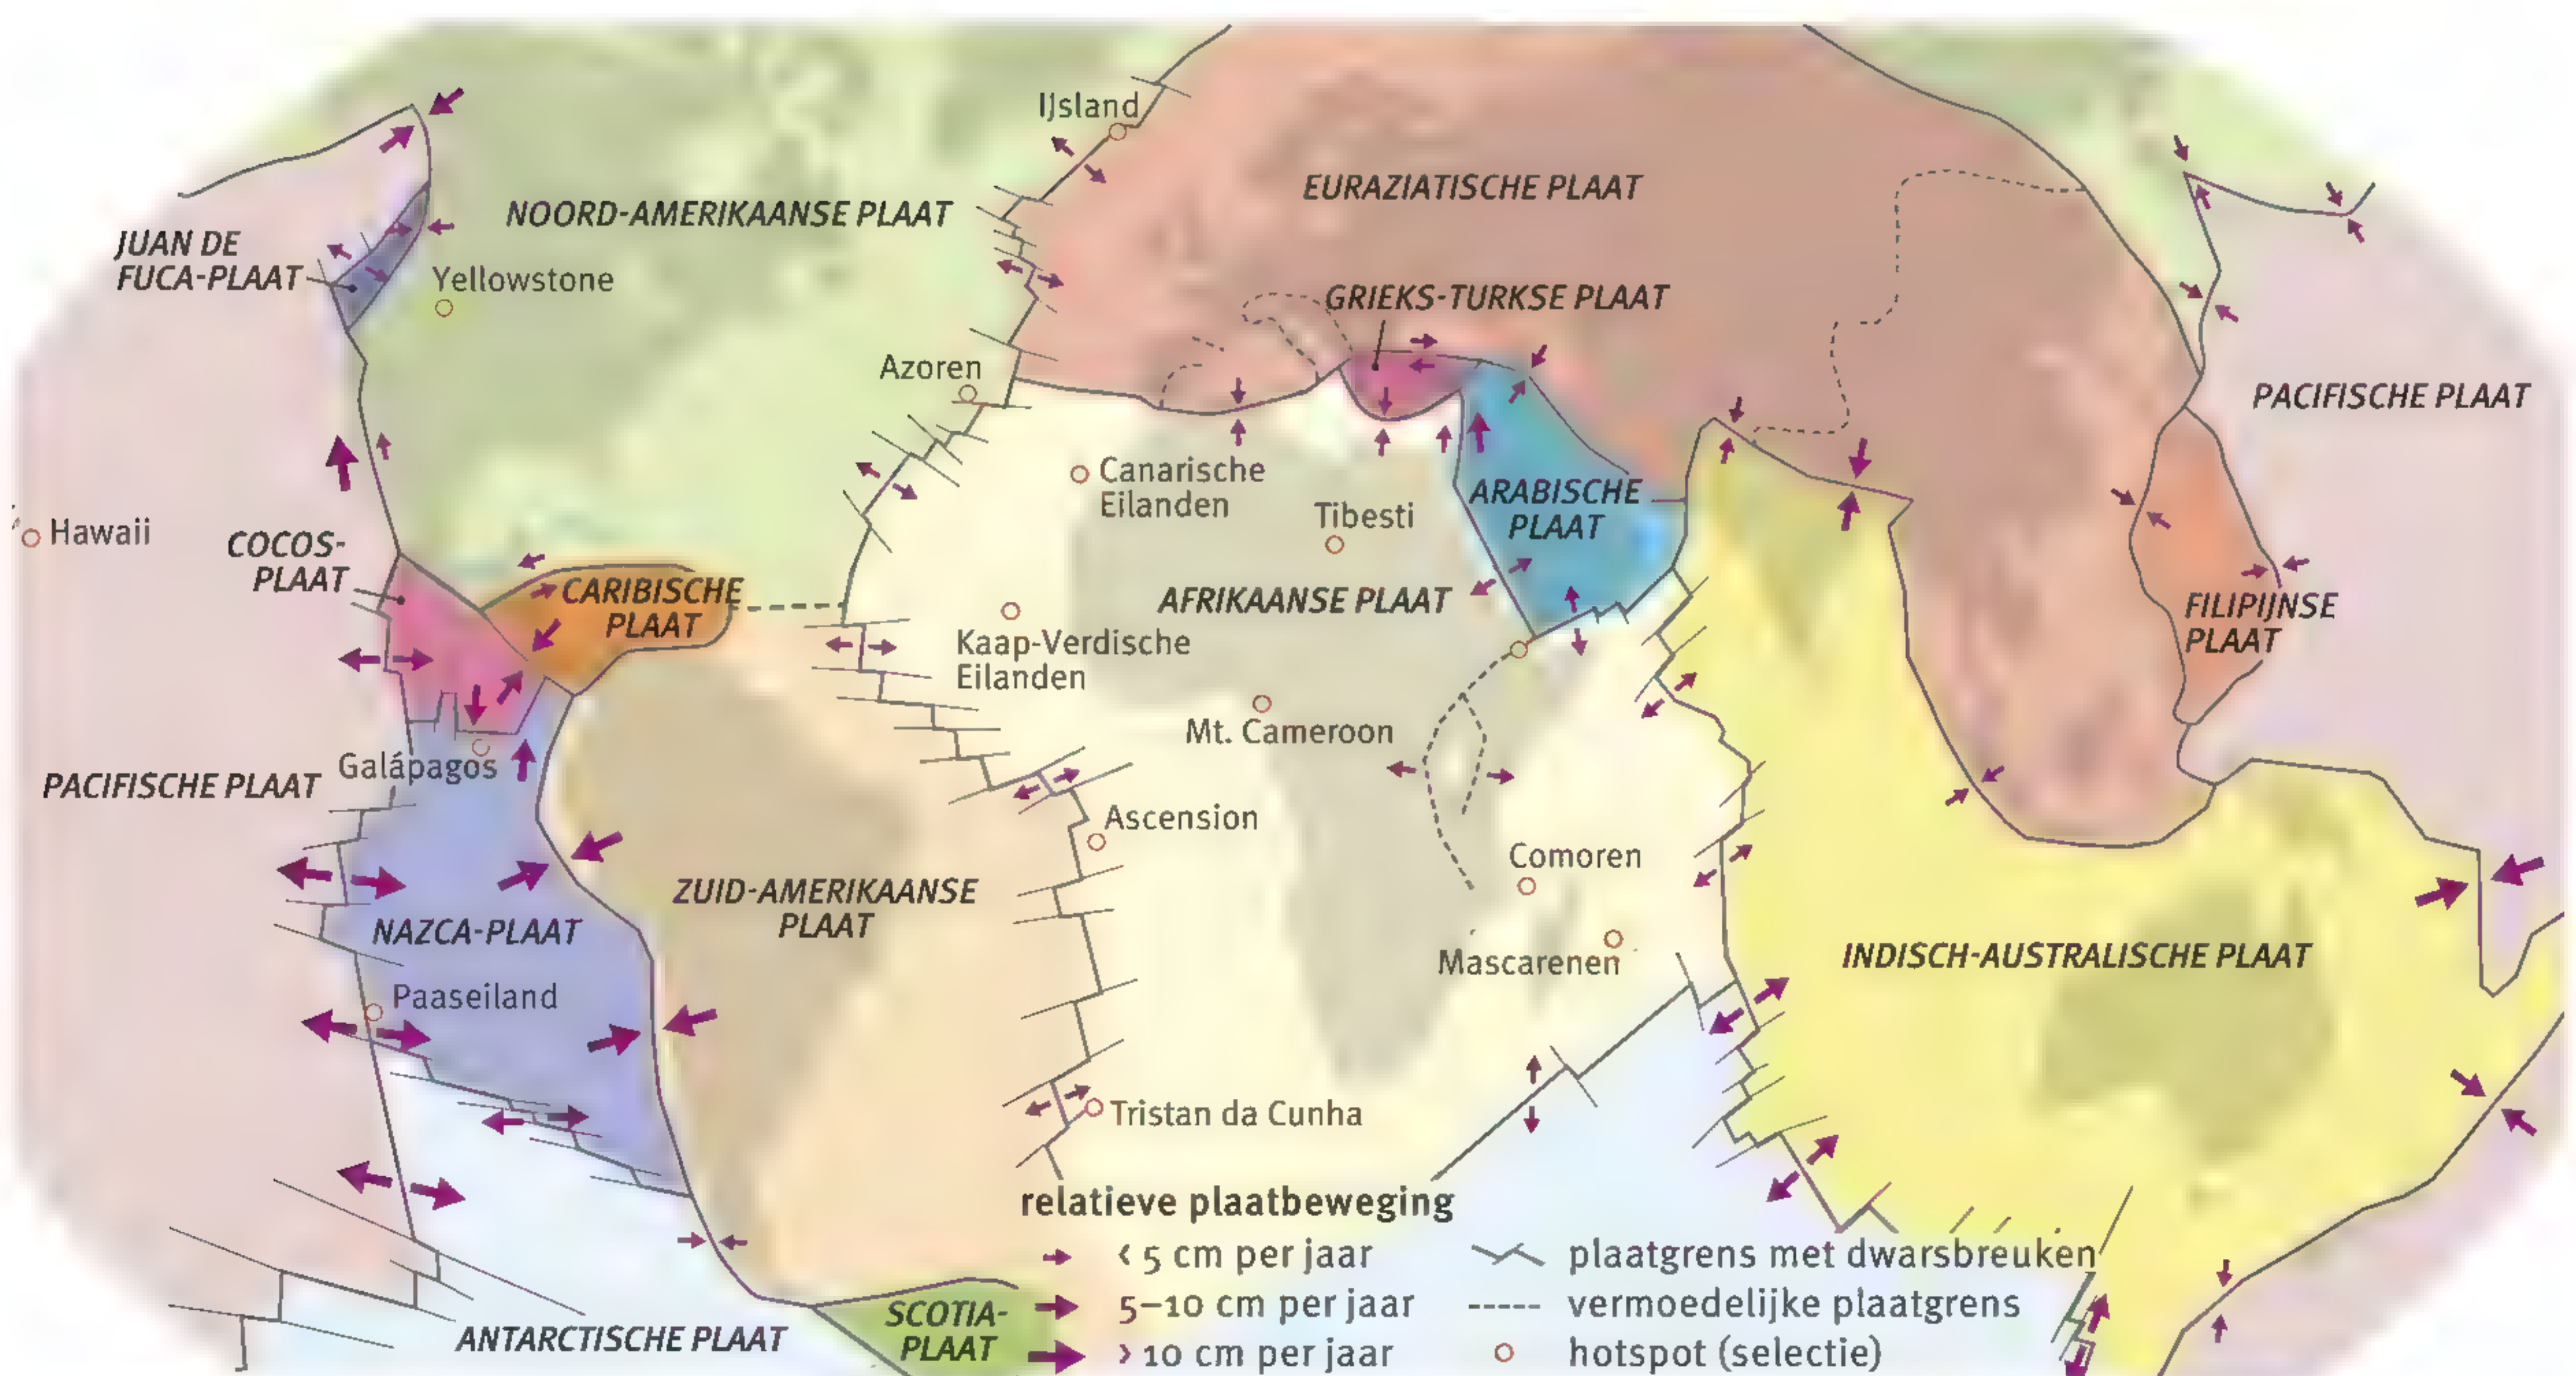 IJsland
EURAZIATISCHE PLAAT
NOORD-AMERIKAANSE PLAAT
JUAN DE
FUCA-PLAAT
Yellowstone
GRIEKS-TURKSE PLAAT
Azoren
PACIFISCHE PLAAT
Canarische
Eilanden
ARABISCHE
PLAAT
Tibesti
Hawaii
COCOS-
PLAAT
CARIBISCHE
PLAAT
AFRIKAANSE PLAAT
FILIPIJNSE
PLAAT
Kaap-Verdische
Eilanden
Mt. Cameroon
Galápagos
PACIFISCHE PLAAT
Ascension
Comoren
ZUID-AMERIKAANSE
PLAAT
NAZCA-PLAAT
Mascarenen
INDISCH-AUSTRALISCHE PLAAT
Paaseiland
Tristan da Cunha
relatieve plaatbeweging
< 5 cm per jaar
5–10 cm per jaar
> 10 cm per jaar
plaatgrens met dwarsbreuken
vermoedelijke plaatgrens
hotspot (selectie)
SCOTIA-
PLAAT
ANTARCTISCHE PLAAT